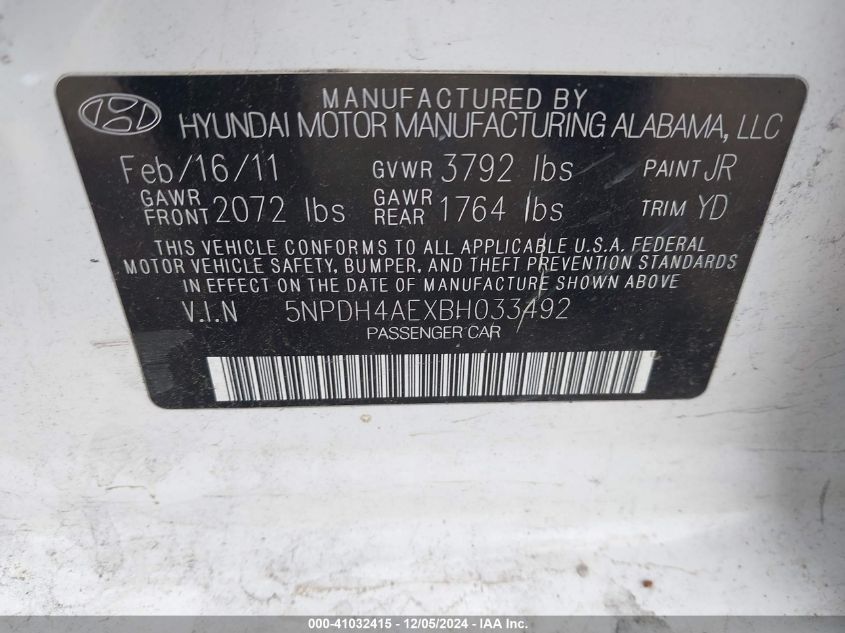 MANUFACTURED BY
HYUNDAI MOTOR MANUFACTURING ALABAMA, LLC
Feb/16/11 GVWR 3792 lbs PAINT JR
GAWR FRONT 2072 lbs GAWR REAR 1764 lbs TRIM YD
THIS VEHICLE CONFORMS TO ALL APPLICABLE U.S.A. FEDERAL
MOTOR VEHICLE SAFETY, BUMPER, AND THEFT PREVENTION STANDARDS
IN EFFECT ON THE DATE OF MANUFACTURE SHOWN ABOVE
V.I.N 5NPDH4AEXBH033492
PASSENGER CAR
000-41032415 - 12/05/2024 - IAA Inc.